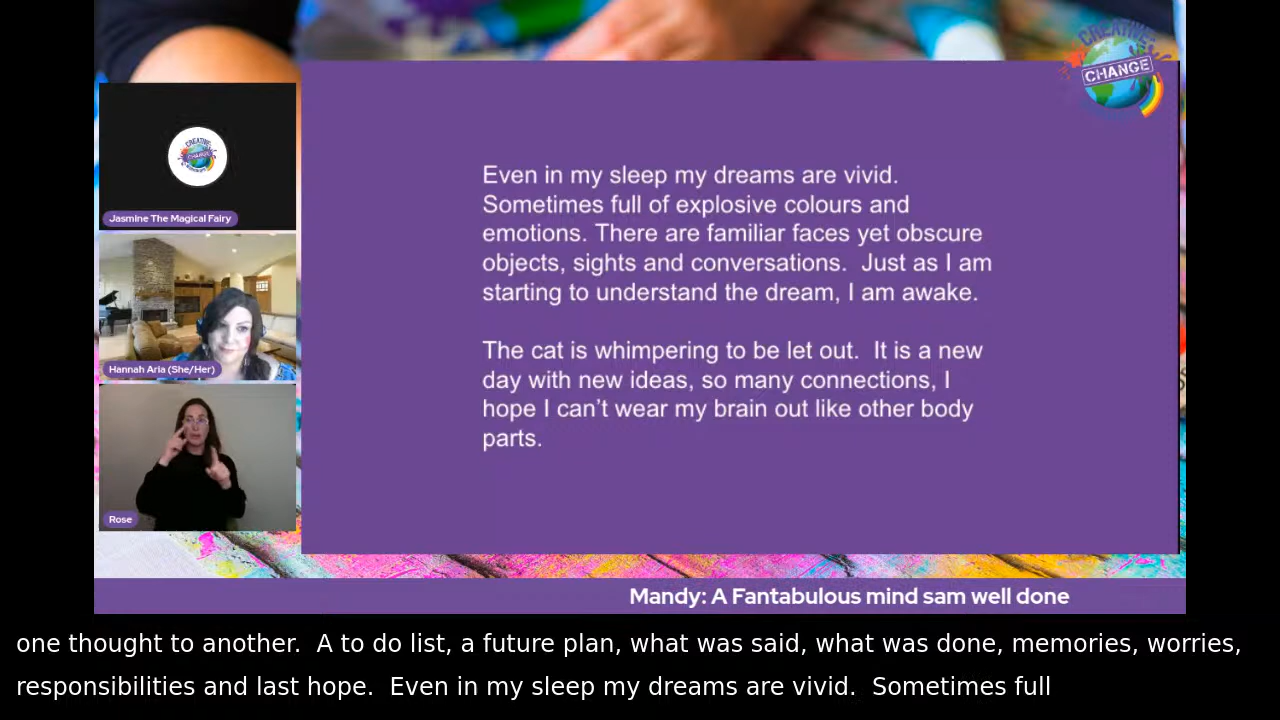 CREATIVE
CHANGE
CREATIVE
CHANGE
Jasmine The Magical Fairy
Hannah Aria (She/Her)
Rose
Even in my sleep my dreams are vivid.
Sometimes full of explosive colours and
emotions. There are familiar faces yet obscure
objects, sights and conversations.  Just as I am
starting to understand the dream, I am awake.
The cat is whimpering to be let out.  It is a new
day with new ideas, so many connections, I
hope I can't wear my brain out like other body
parts.
Mandy: A Fantabulous mind sam well done
one thought to another.  A to do list, a future plan, what was said, what was done, memories, worries,
responsibilities and last hope.  Even in my sleep my dreams are vivid.  Sometimes full